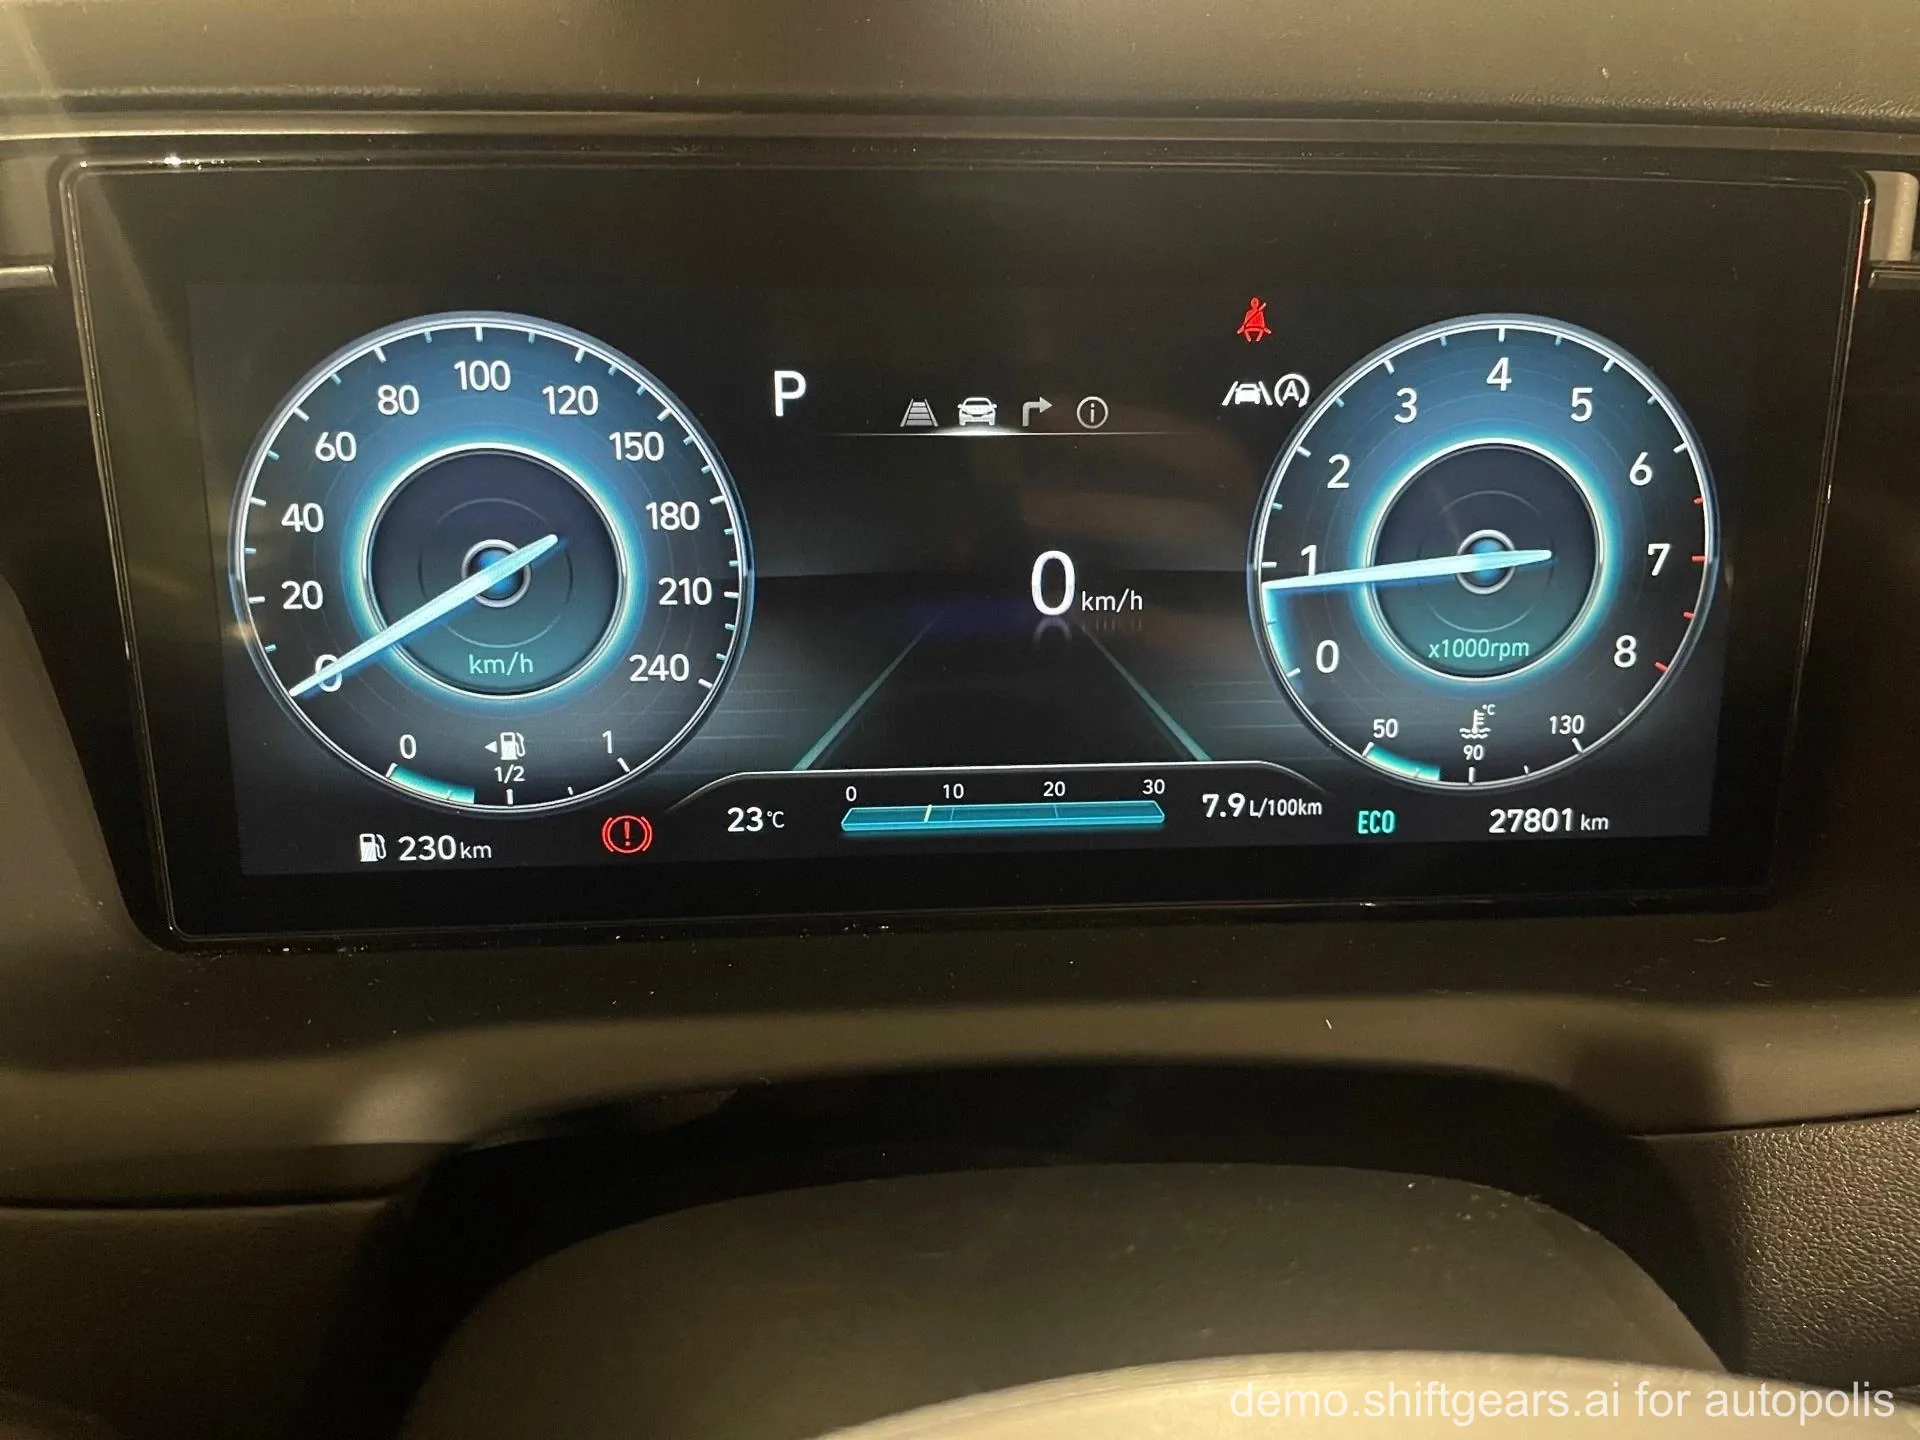 100
80 120
60 150
40 180
20 210
0 240
km/h
0 1
1/2
230 km
P
0 km/h
A
4
3 5
2 6
1 7
0 8
x1000rpm
°C
50 130
90
0 10 20 30
23°C
7.9 L/100km
ECO
27801 km
demo.shiftgears.ai for autopolis